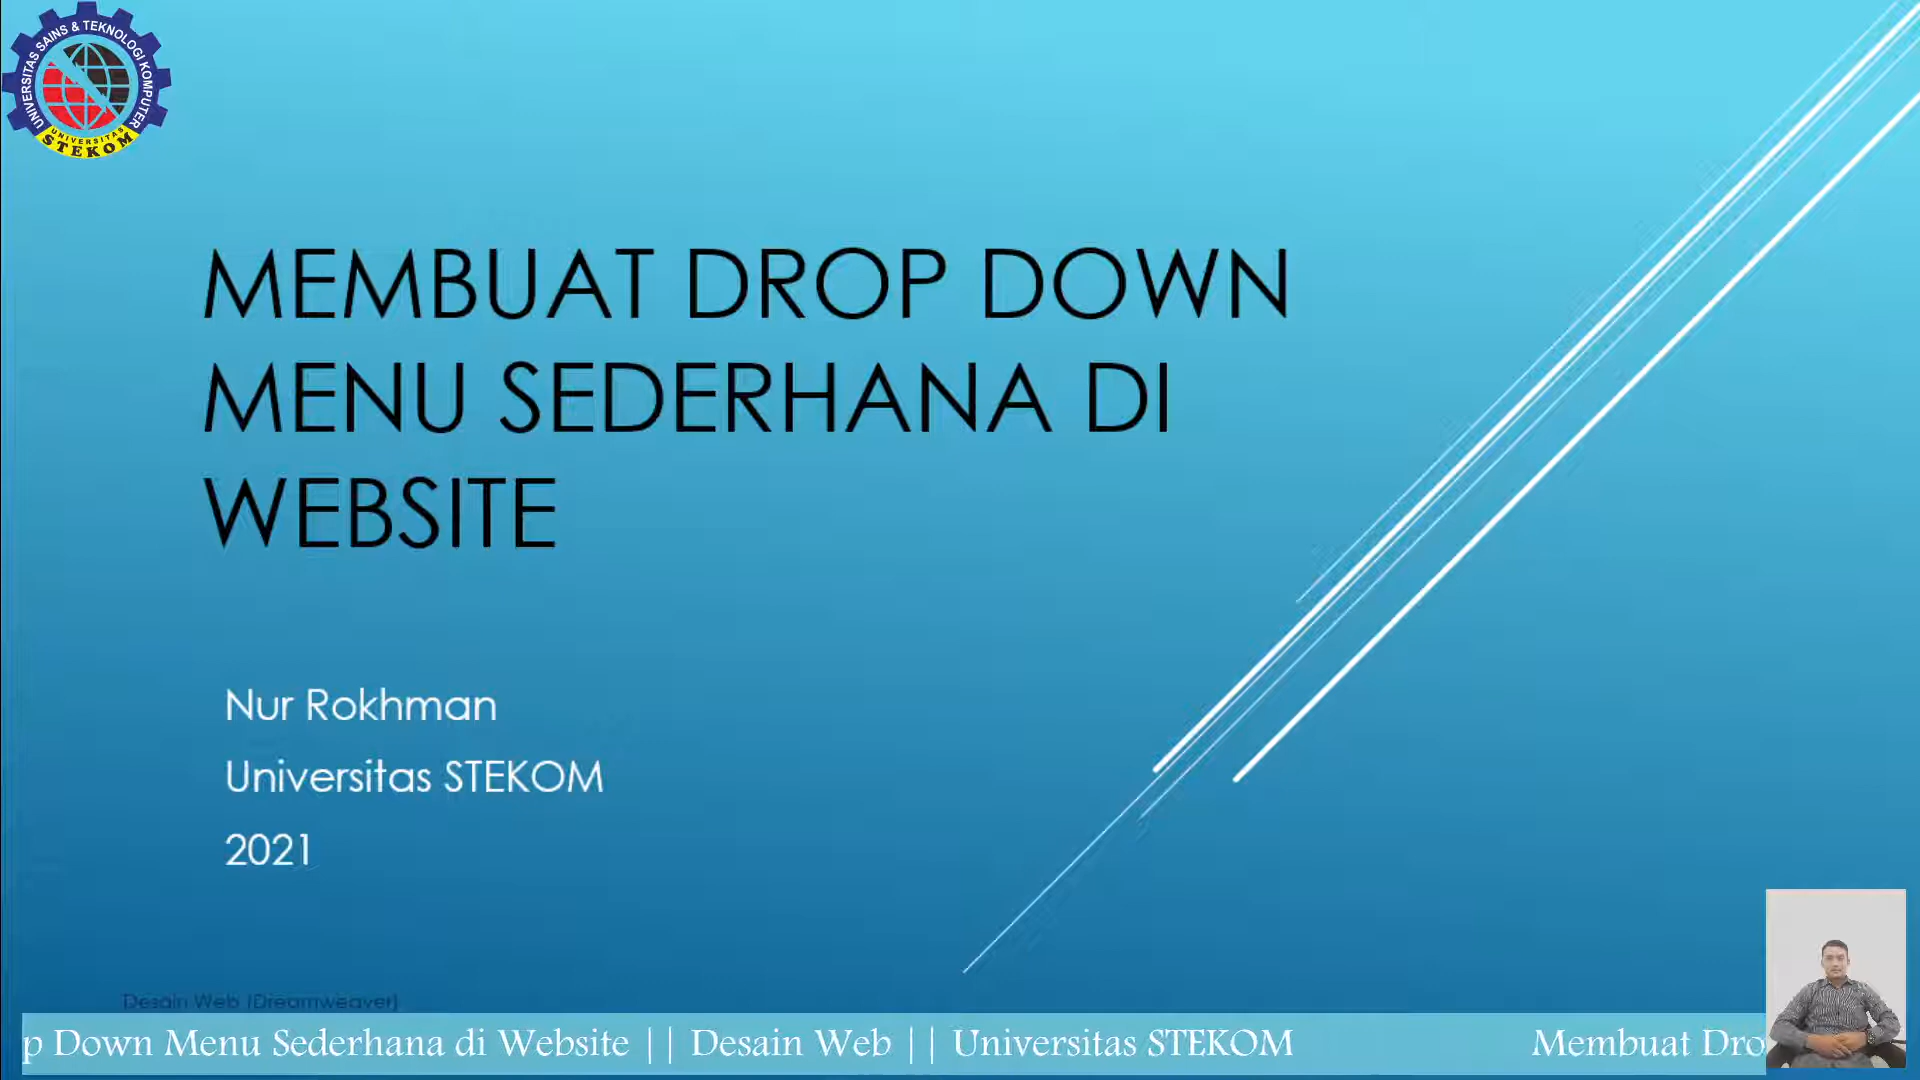 UNIVERSITAS SAINS & TEKNOLOGI KOMPUTER
UNIVERSITAS
STEKOM
MEMBUAT DROP DOWN
MENU SEDERHANA DI
WEBSITE
Nur Rokhman
Universitas STEKOM
2021
Desain Web (Dreamweaver)
p Down Menu Sederhana di Website || Desain Web || Universitas STEKOM Membuat Dro